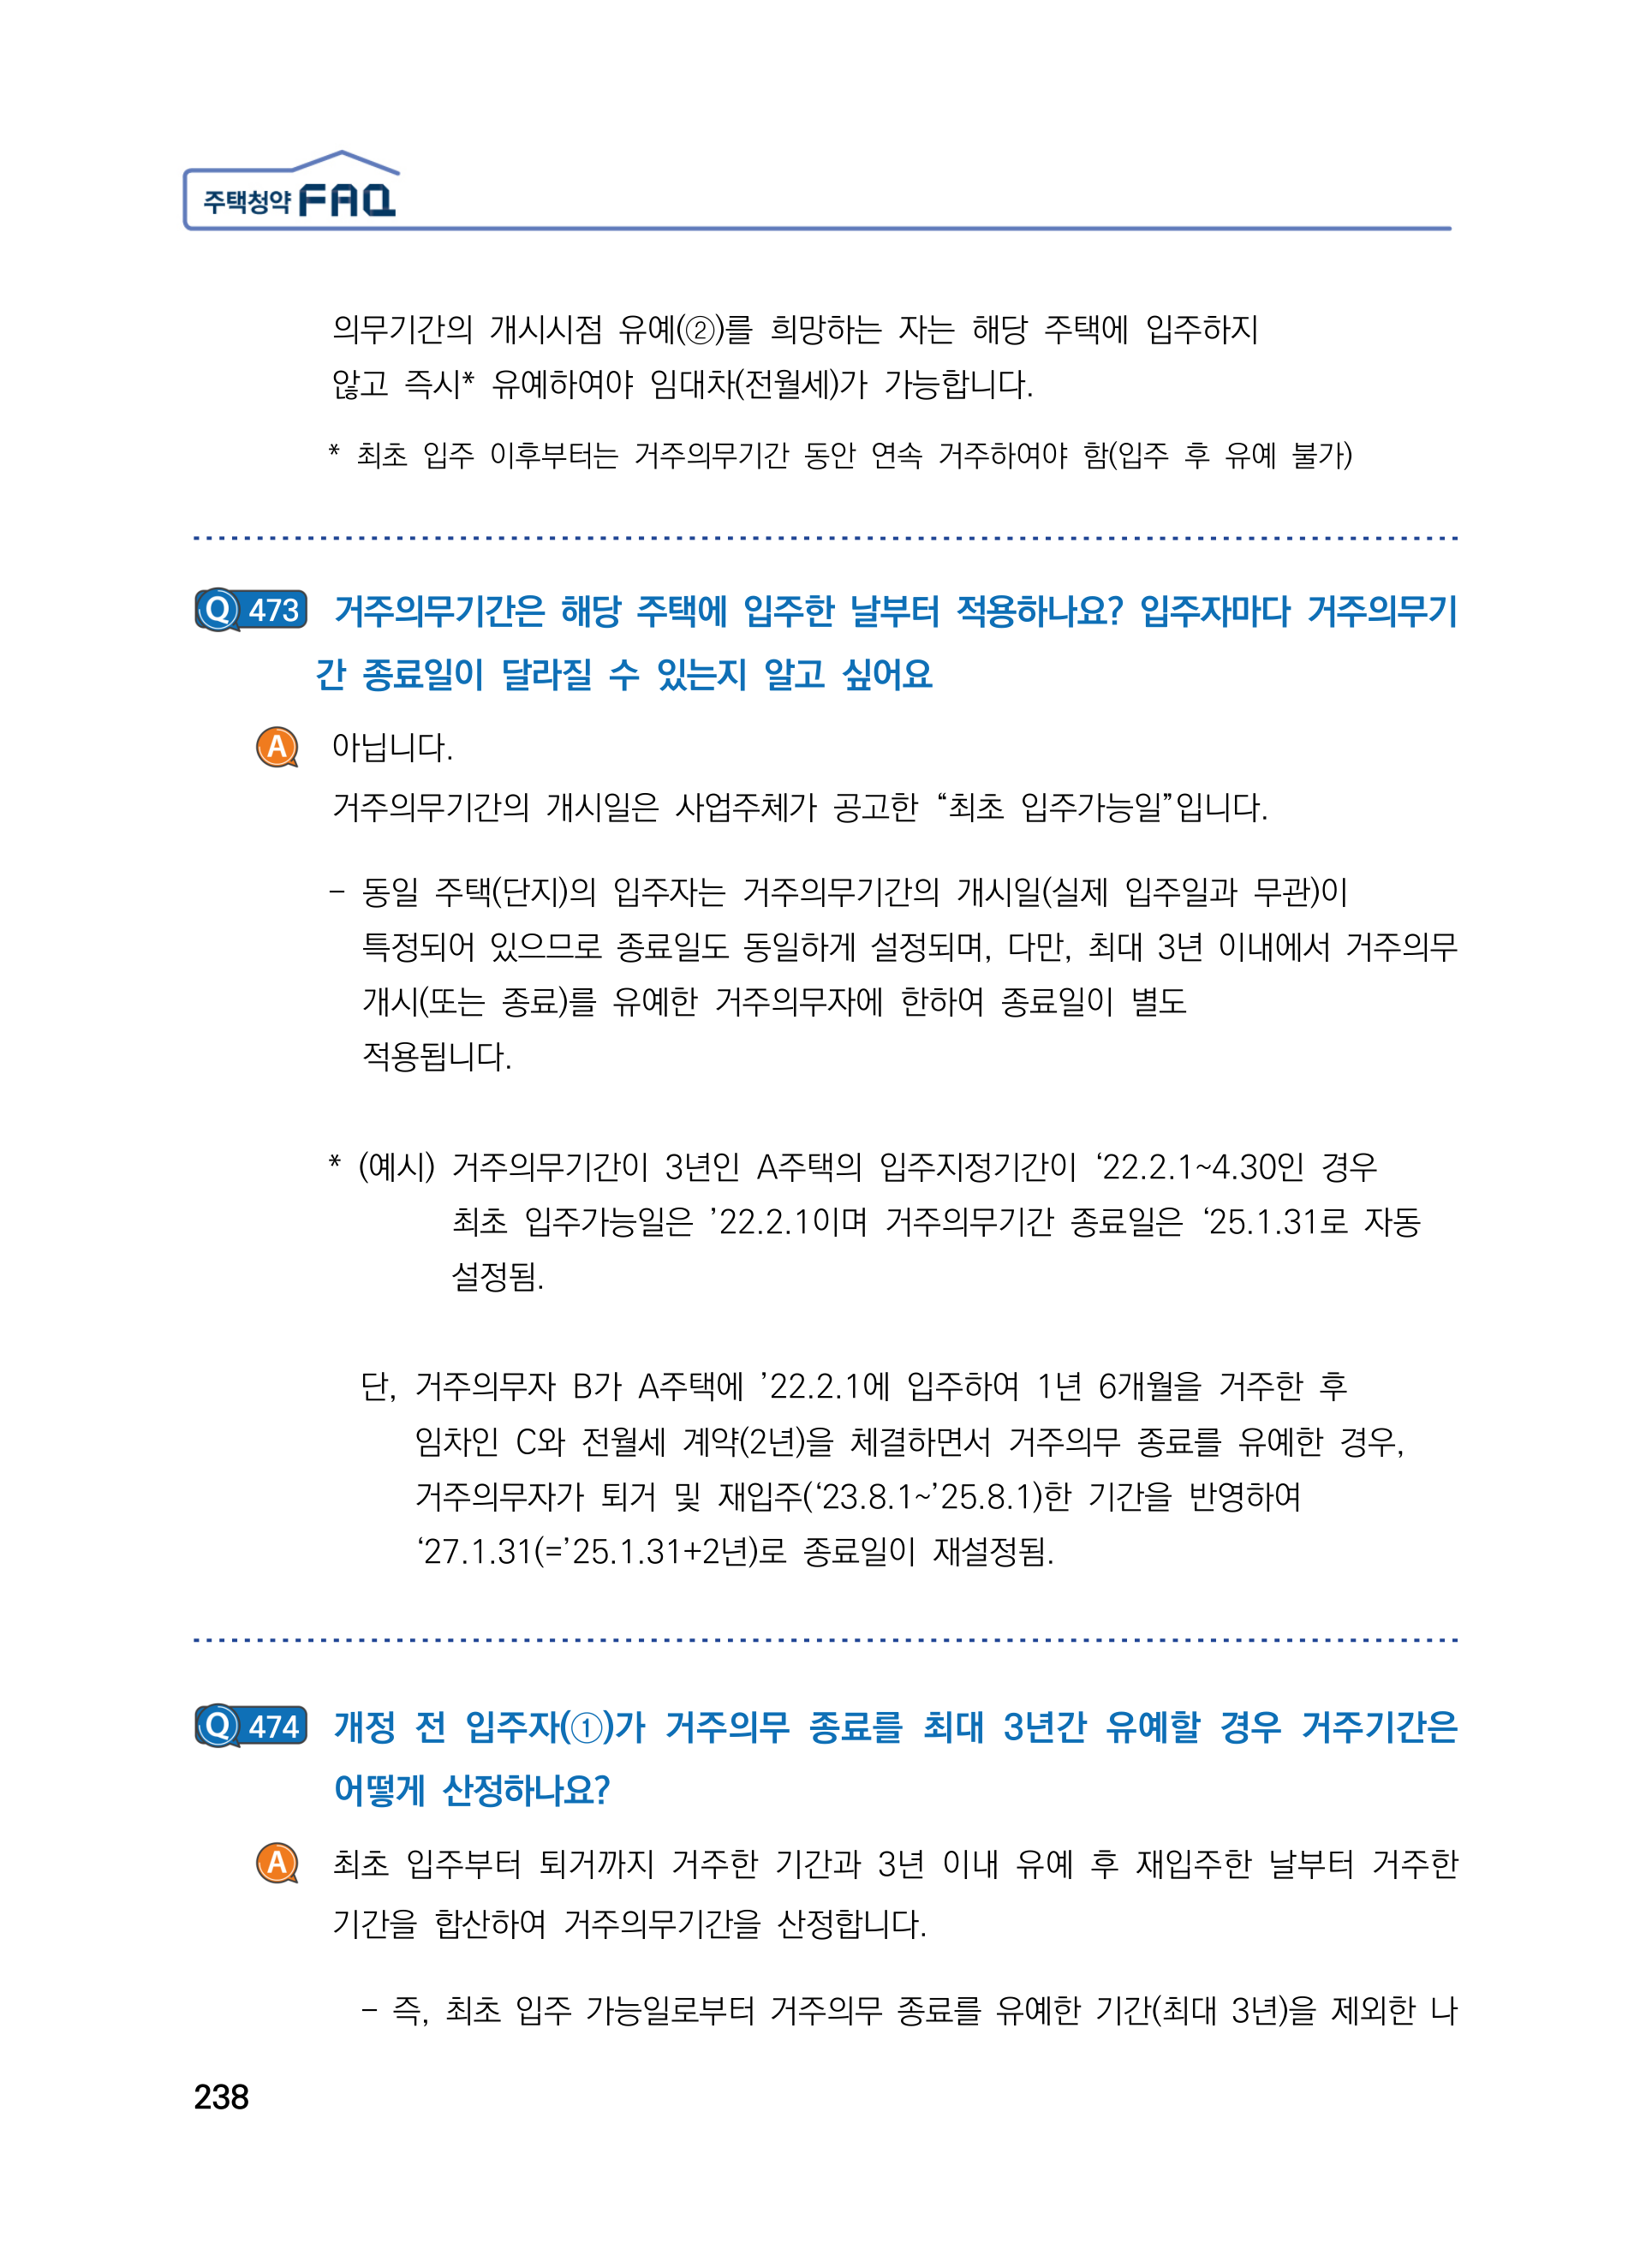 주택청약 FAQ
의무기간의 개시시점 유예(②)를 희망하는 자는 해당 주택에 입주하지
않고 즉시* 유예하여야 임대차(전월세)가 가능합니다.
* 최초 입주 이후부터는 거주의무기간 동안 연속 거주하여야 함(입주 후 유예 불가)
Q 473 거주의무기간은 해당 주택에 입주한 날부터 적용하나요? 입주자마다 거주의무기
간 종료일이 달라질 수 있는지 알고 싶어요
A 아닙니다.
거주의무기간의 개시일은 사업주체가 공고한 “최초 입주가능일”입니다.
- 동일 주택(단지)의 입주자는 거주의무기간의 개시일(실제 입주일과 무관)이
특정되어 있으므로 종료일도 동일하게 설정되며, 다만, 최대 3년 이내에서 거주의무
개시(또는 종료)를 유예한 거주의무자에 한하여 종료일이 별도
적용됩니다.
* (예시) 거주의무기간이 3년인 A주택의 입주지정기간이 ‘22.2.1~4.30인 경우
최초 입주가능일은 ’22.2.1이며 거주의무기간 종료일은 ‘25.1.31로 자동
설정됨.
단, 거주의무자 B가 A주택에 ’22.2.1에 입주하여 1년 6개월을 거주한 후
임차인 C와 전월세 계약(2년)을 체결하면서 거주의무 종료를 유예한 경우,
거주의무자가 퇴거 및 재입주(‘23.8.1~’25.8.1)한 기간을 반영하여
‘27.1.31(=’25.1.31+2년)로 종료일이 재설정됨.
Q 474 개정 전 입주자(①)가 거주의무 종료를 최대 3년간 유예할 경우 거주기간은
어떻게 산정하나요?
A 최초 입주부터 퇴거까지 거주한 기간과 3년 이내 유예 후 재입주한 날부터 거주한
기간을 합산하여 거주의무기간을 산정합니다.
- 즉, 최초 입주 가능일로부터 거주의무 종료를 유예한 기간(최대 3년)을 제외한 나
238